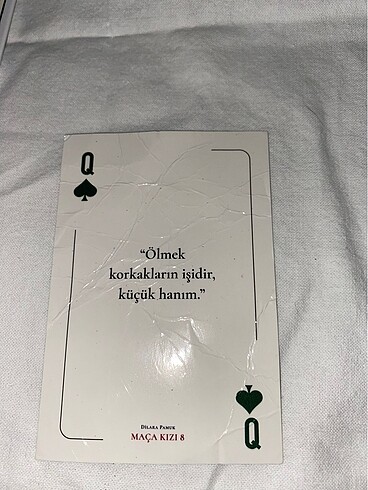 Q
“Ölmek
korkakların işidir,
küçük hanım.”
Dilara Pamuk
MAÇA KIZI 8
Q